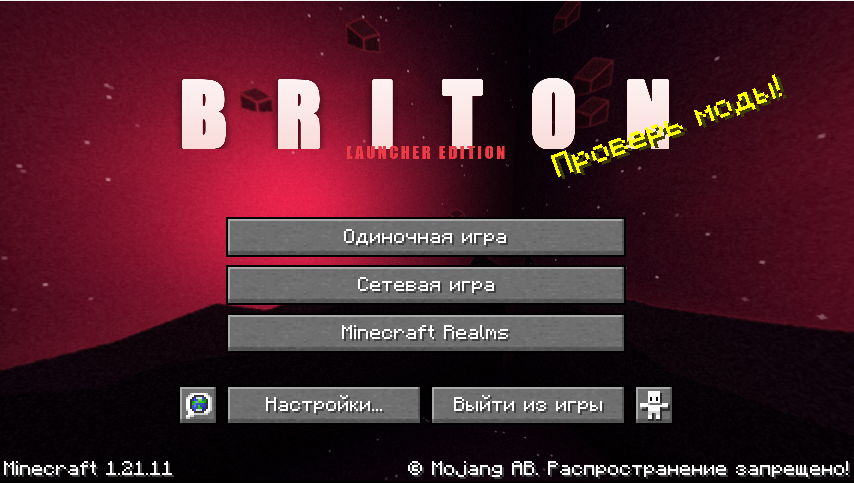 BRITON
LAUNCHER EDITION
Проверь моды!
Одиночная игра
Сетевая игра
Minecraft Realms
Настройки...
Выйти из игры
Minecraft 1.21.11
© Mojang AB. Распространение запрещено!